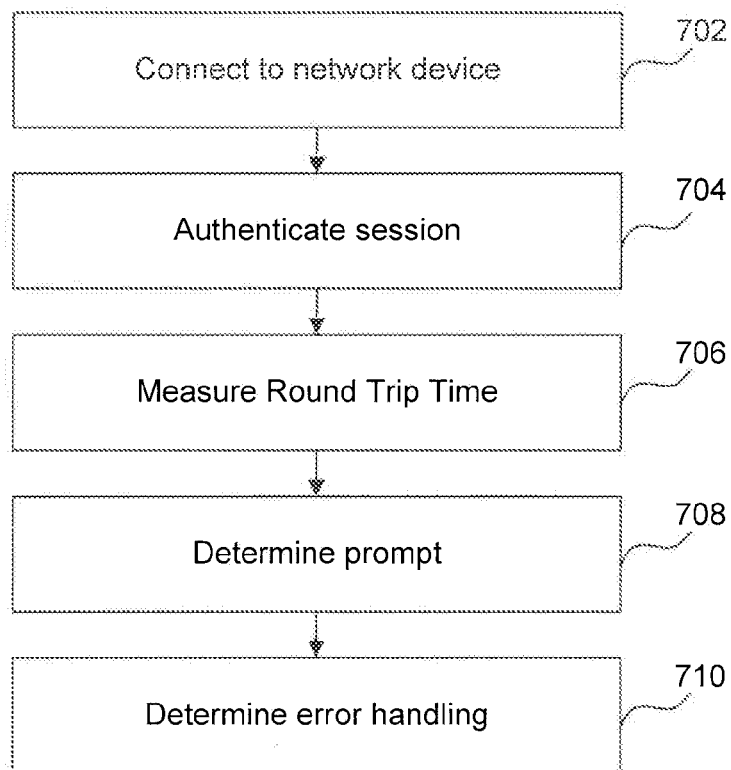 Connect to network device
702
Authenticate session
704
Measure Round Trip Time
706
Determine prompt
708
Determine error handling
710